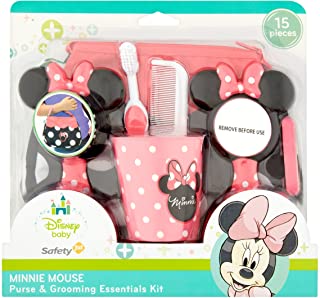 15
pieces
REMOVE BEFORE USE
Minnie
Disney
baby
Safety 1st
MINNIE MOUSE
Purse & Grooming Essentials Kit